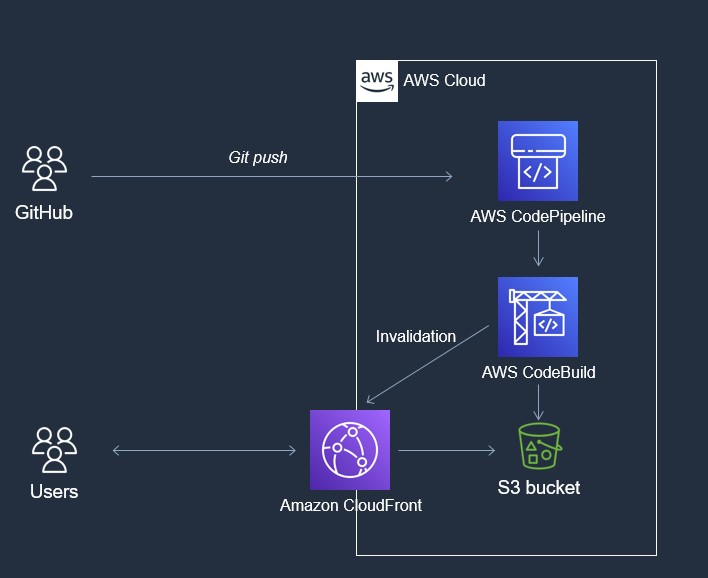 aws
AWS Cloud
Git push
GitHub
</>
AWS CodePipeline
Invalidation
</>
AWS CodeBuild
Users
Amazon CloudFront
S3 bucket